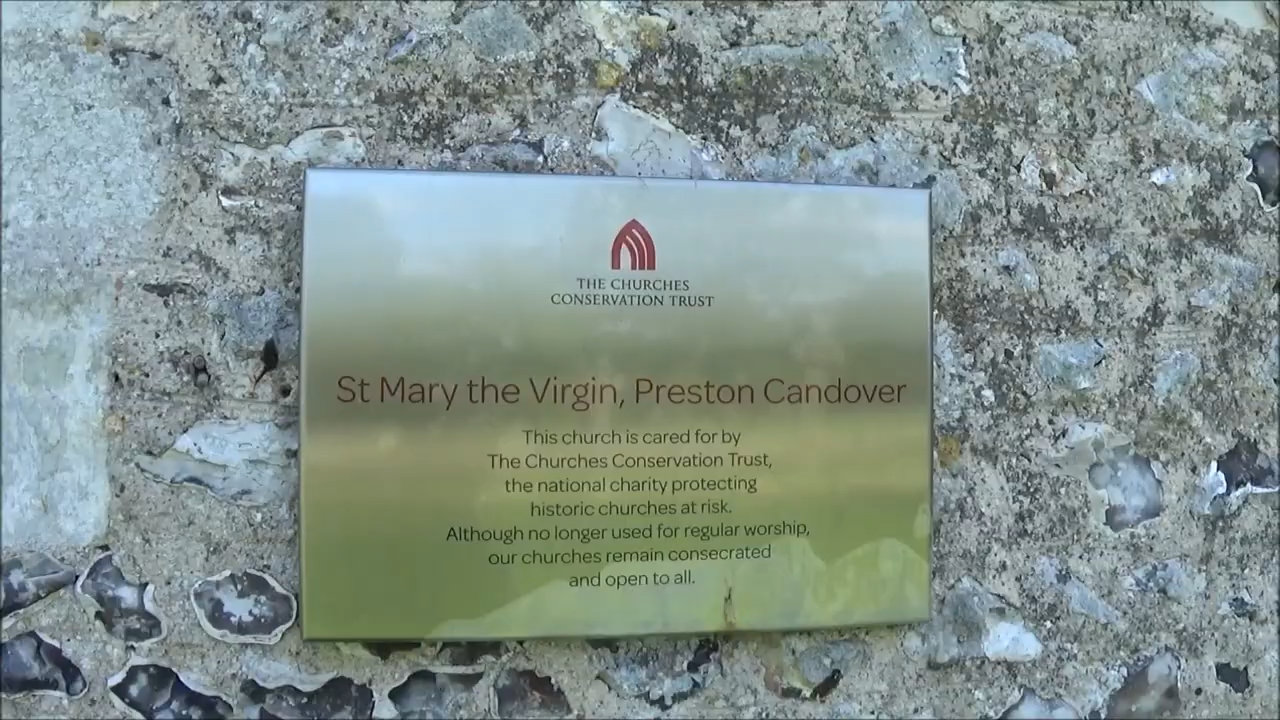 THE CHURCHES
CONSERVATION TRUST
St Mary the Virgin, Preston Candover
This church is cared for by
The Churches Conservation Trust,
the national charity protecting
historic churches at risk.
Although no longer used for regular worship,
our churches remain consecrated
and open to all.